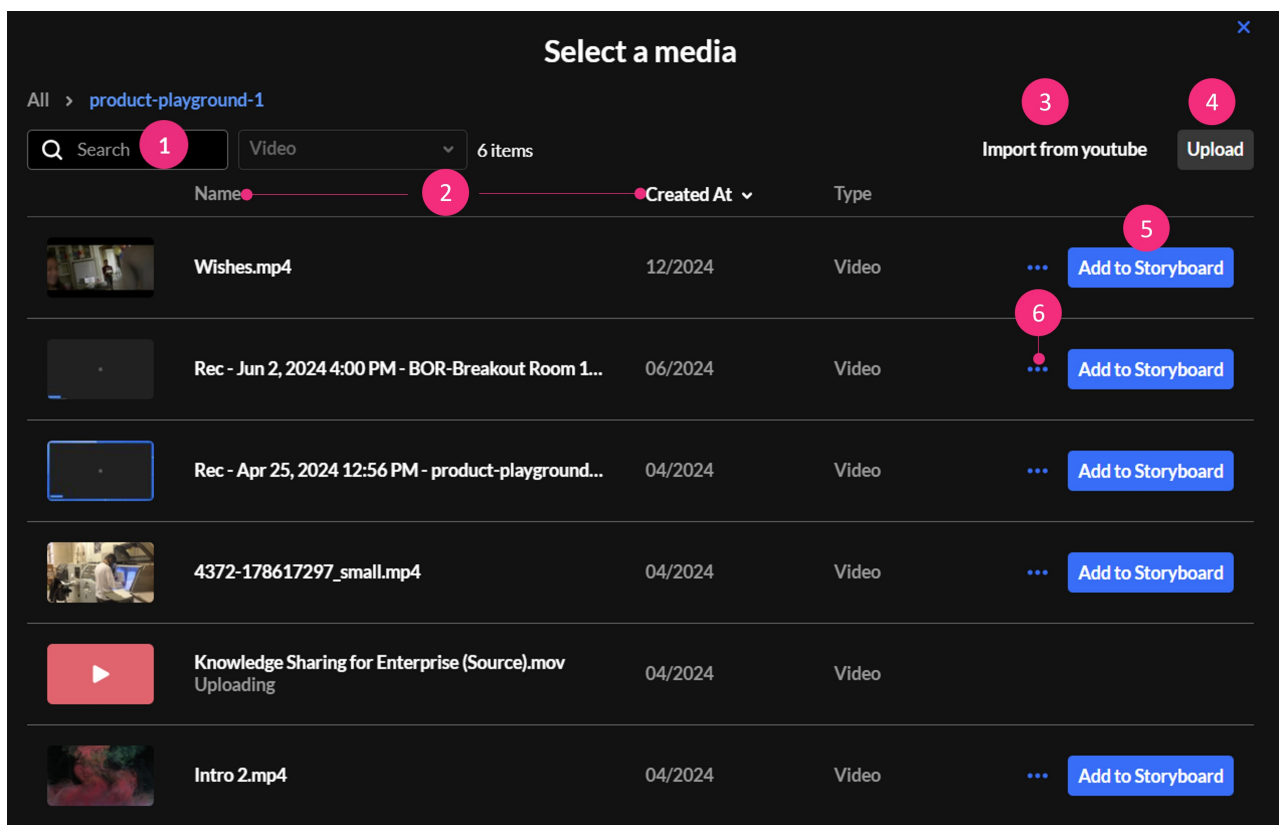 Select a media
All > product-playground-1
3
4
Search
1
Video
6 items
Import from youtube
Upload
Name
2
Created At
Type
5
Wishes.mp4
12/2024
Video
Add to Storyboard
6
Rec - Jun 2, 2024 4:00 PM - BOR-Breakout Room 1...
06/2024
Video
Add to Storyboard
Rec - Apr 25, 2024 12:56 PM - product-playground...
04/2024
Video
Add to Storyboard
4372-178617297_small.mp4
04/2024
Video
Add to Storyboard
Knowledge Sharing for Enterprise (Source).mov
Uploading
04/2024
Video
Intro 2.mp4
04/2024
Video
Add to Storyboard